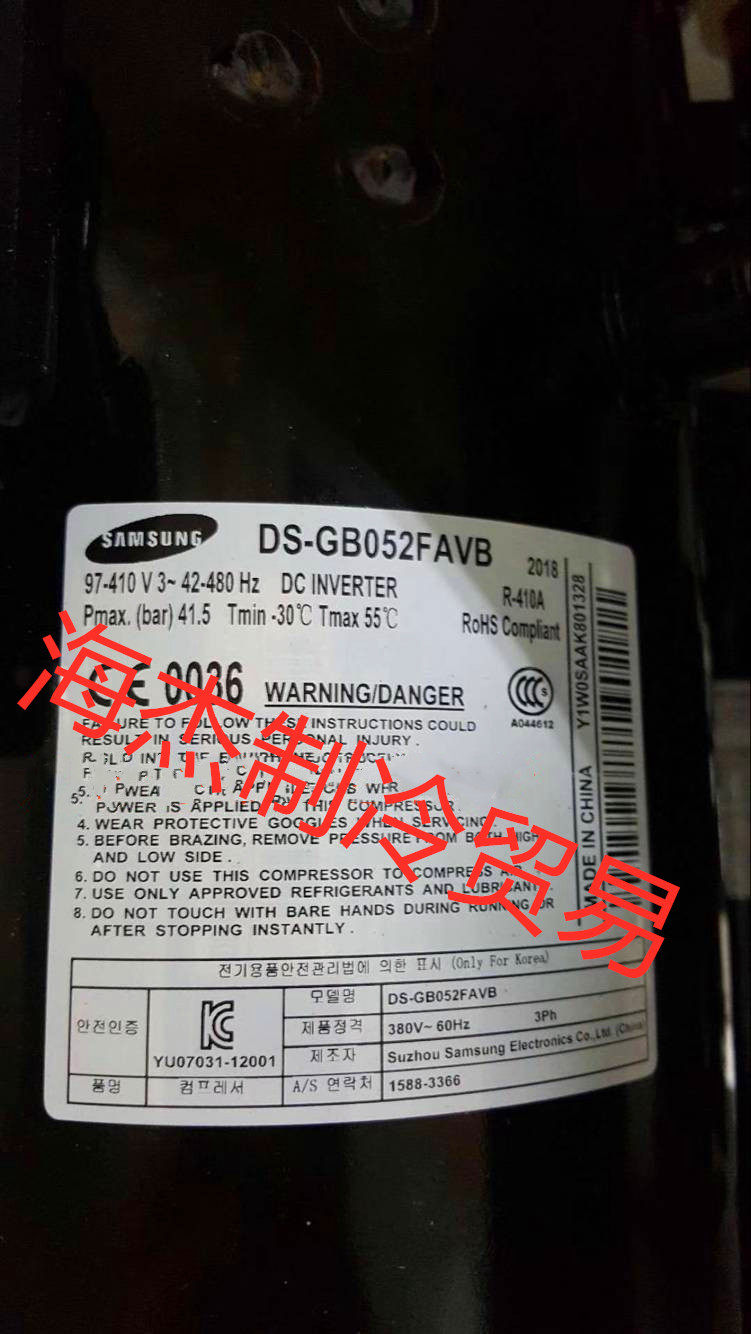 SAMSUNG
DS-GB052FAVB
2018
97-410 V 3~ 42-480 Hz DC INVERTER
R-410A
Pmax. (bar) 41.5 Tmin -30℃ Tmax 55℃
RoHS Compliant
CE 0036 WARNING/DANGER
A044612
S
FAILURE TO FOLLOW THESE INSTRUCTIONS COULD
RESULT IN SERIOUS PERSONAL INJURY .
5.
POWER IS APPLIED THIS COMPRESSOR .
4. WEAR PROTECTIVE GOGGLES WHEN SERVICING
5. BEFORE BRAZING, REMOVE PRESSURE FROM BOTH HIGH
AND LOW SIDE .
6. DO NOT USE THIS COMPRESSOR TO COMPRESS
7. USE ONLY APPROVED REFRIGERANTS AND LUBRICANT
8. DO NOT TOUCH WITH BARE HANDS DURING RUNNING OR
AFTER STOPPING INSTANTLY .
MADE IN CHINA Y1W0SAAK801328
海杰制冷贸易
전기용품안전관리법에 의한 표시 (Only For Korea)
안전인증
YU07031-12001
모델명 DS-GB052FAVB
제품정격 380V~ 60Hz 3Ph
제조자 Suzhou Samsung Electronics Co.,Ltd. (China)
품명 컴프레서 A/S 연락처 1588-3366